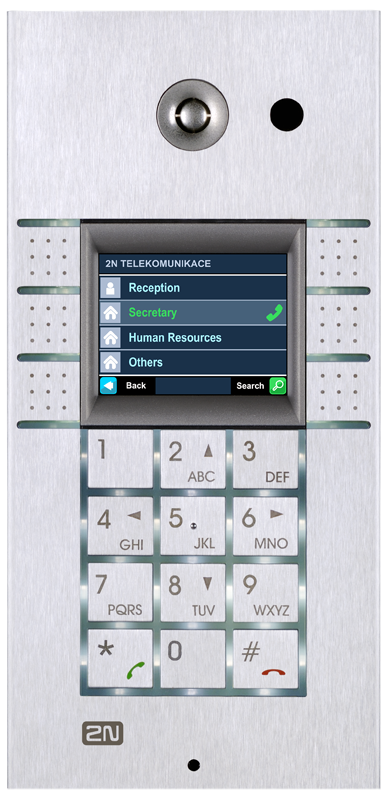 2N TELEKOMUNIKACE
Reception
Secretary
Human Resources
Others
Back Search
1 2 3
ABC DEF
4 5 6
GHI JKL MNO
7 8 9
PQRS TUV WXYZ
* 0 #
2N